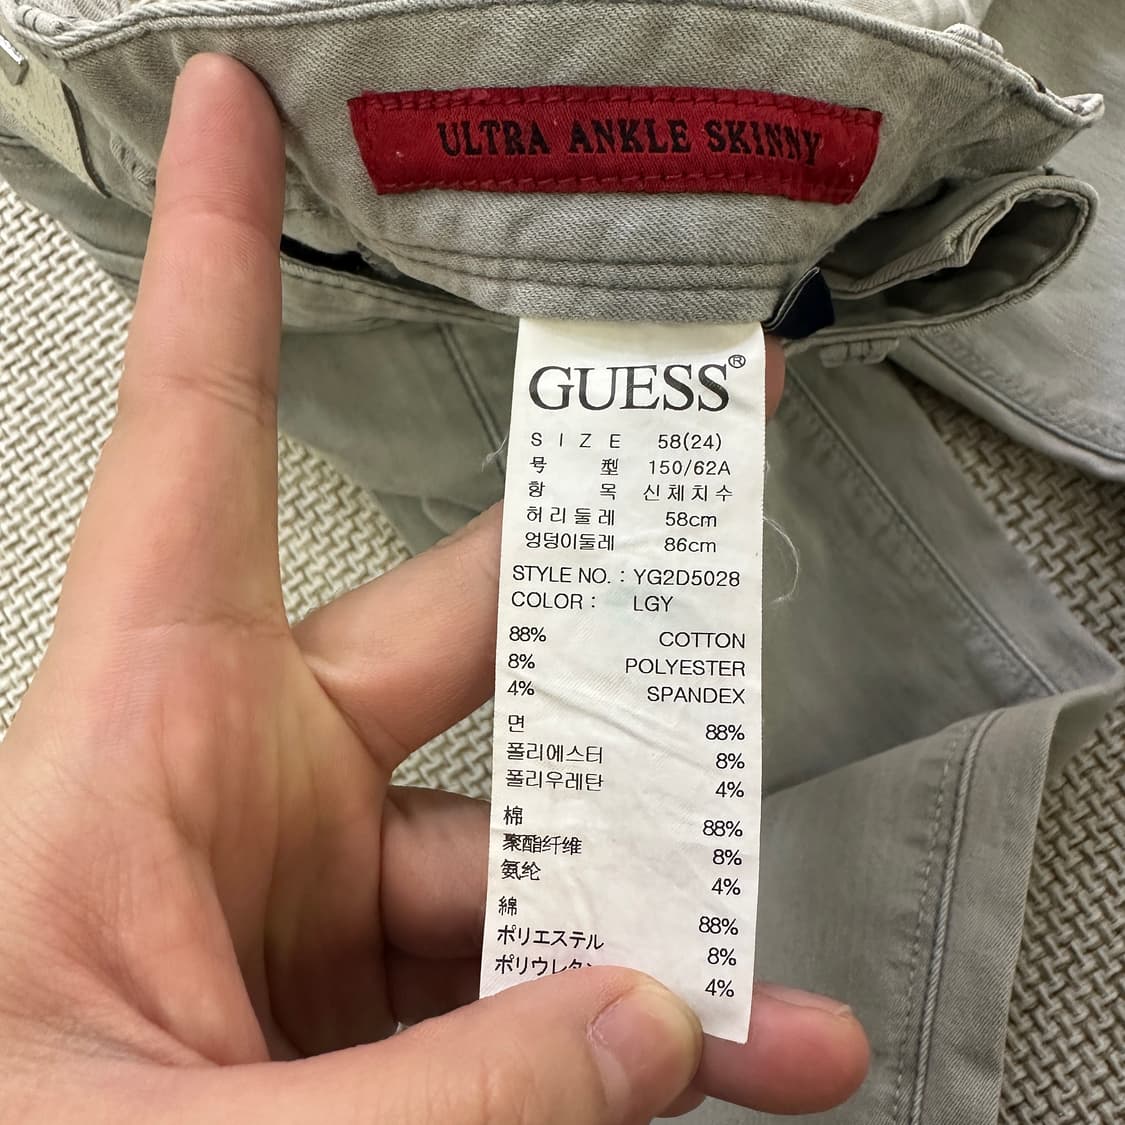 ULTRA ANKLE SKINNY
GUESS®
SIZE 58(24)
号 型 150/62A
항 목 신체치수
허리둘레 58cm
엉덩이둘레 86cm
STYLE NO. : YG2D5028
COLOR : LGY
88% COTTON
8% POLYESTER
4% SPANDEX
면 88%
폴리에스터 8%
폴리우레탄 4%
棉 88%
聚酯纤维 8%
氨纶 4%
綿 88%
ポリエステル 8%
4%